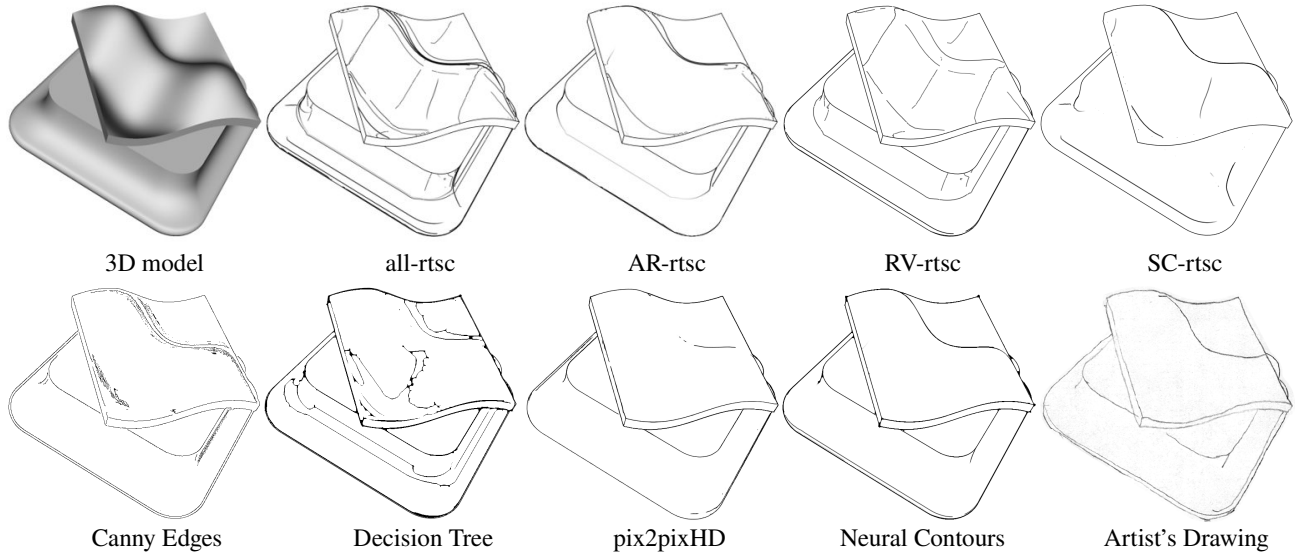 3D model all-rtsc AR-rtsc RV-rtsc SC-rtsc
Canny Edges Decision Tree pix2pixHD Neural Contours Artist's Drawing